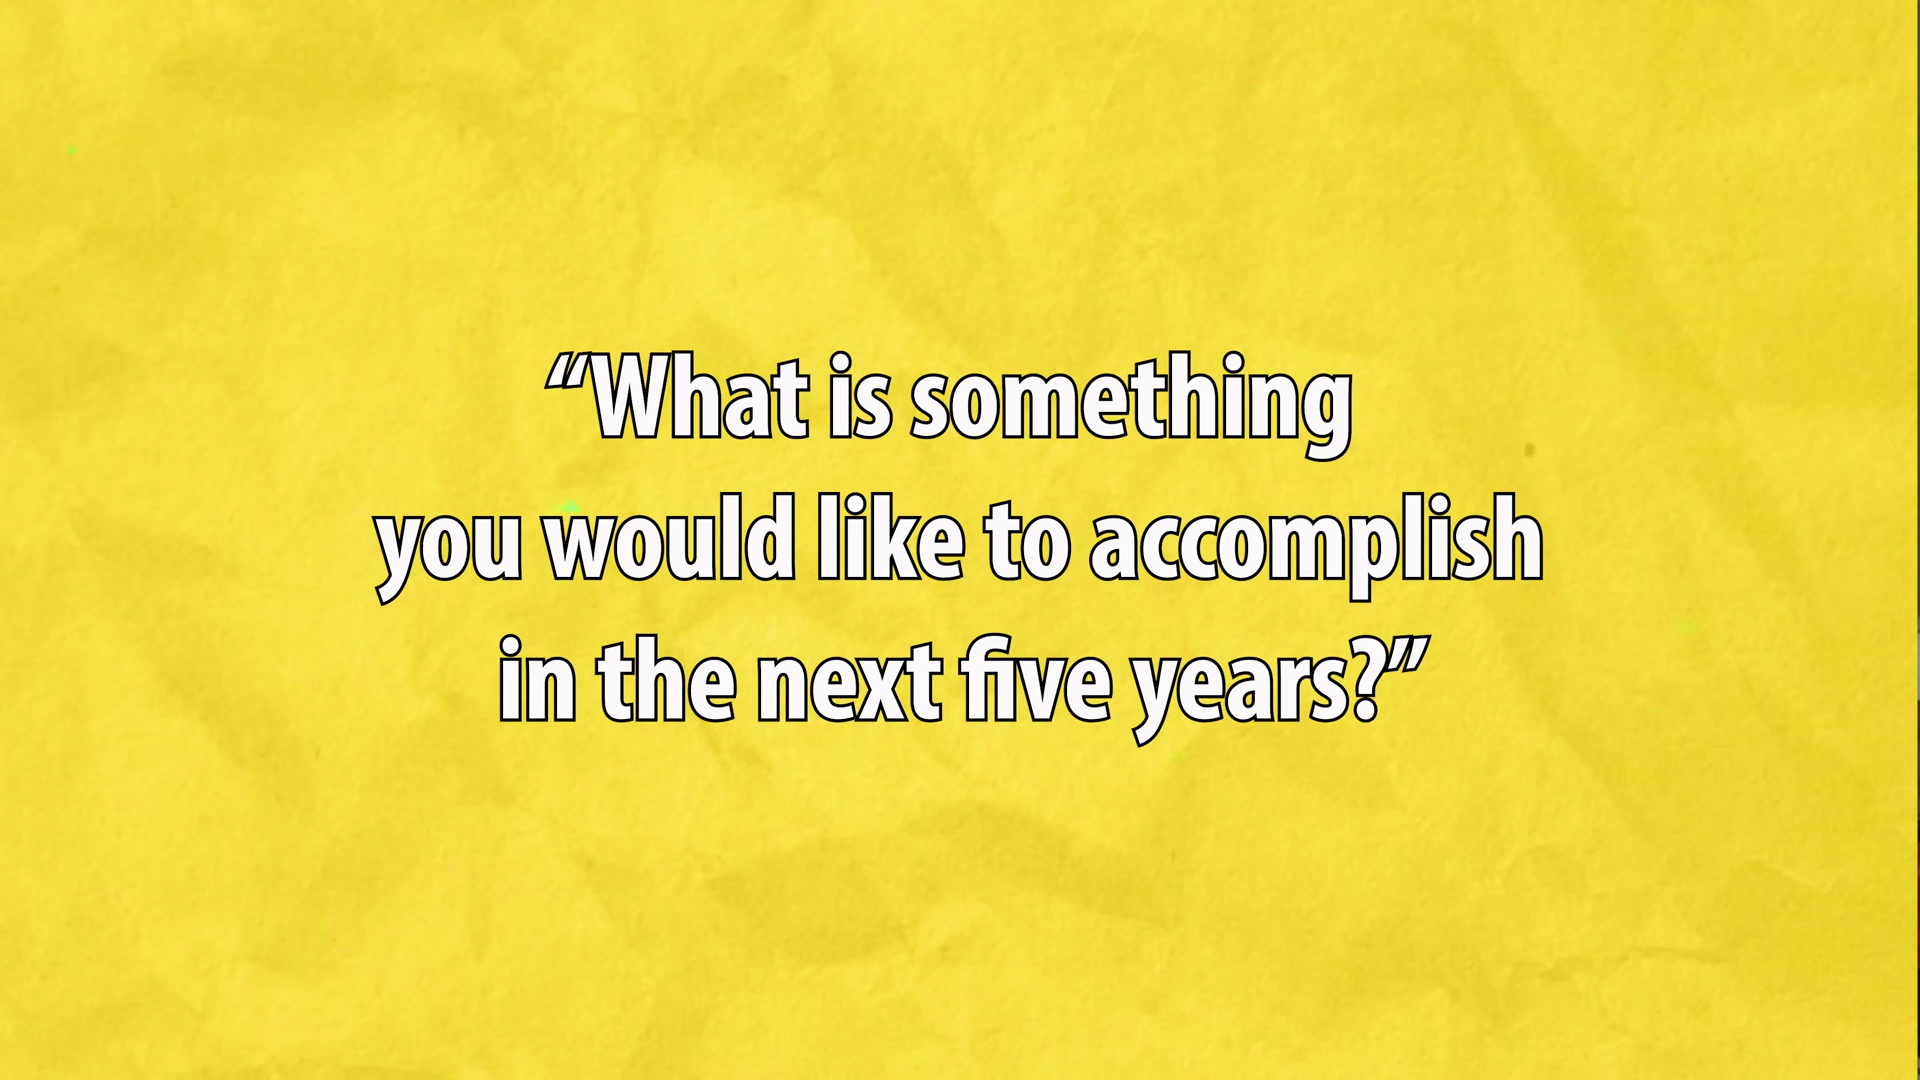 “What is something
you would like to accomplish
in the next five years?”